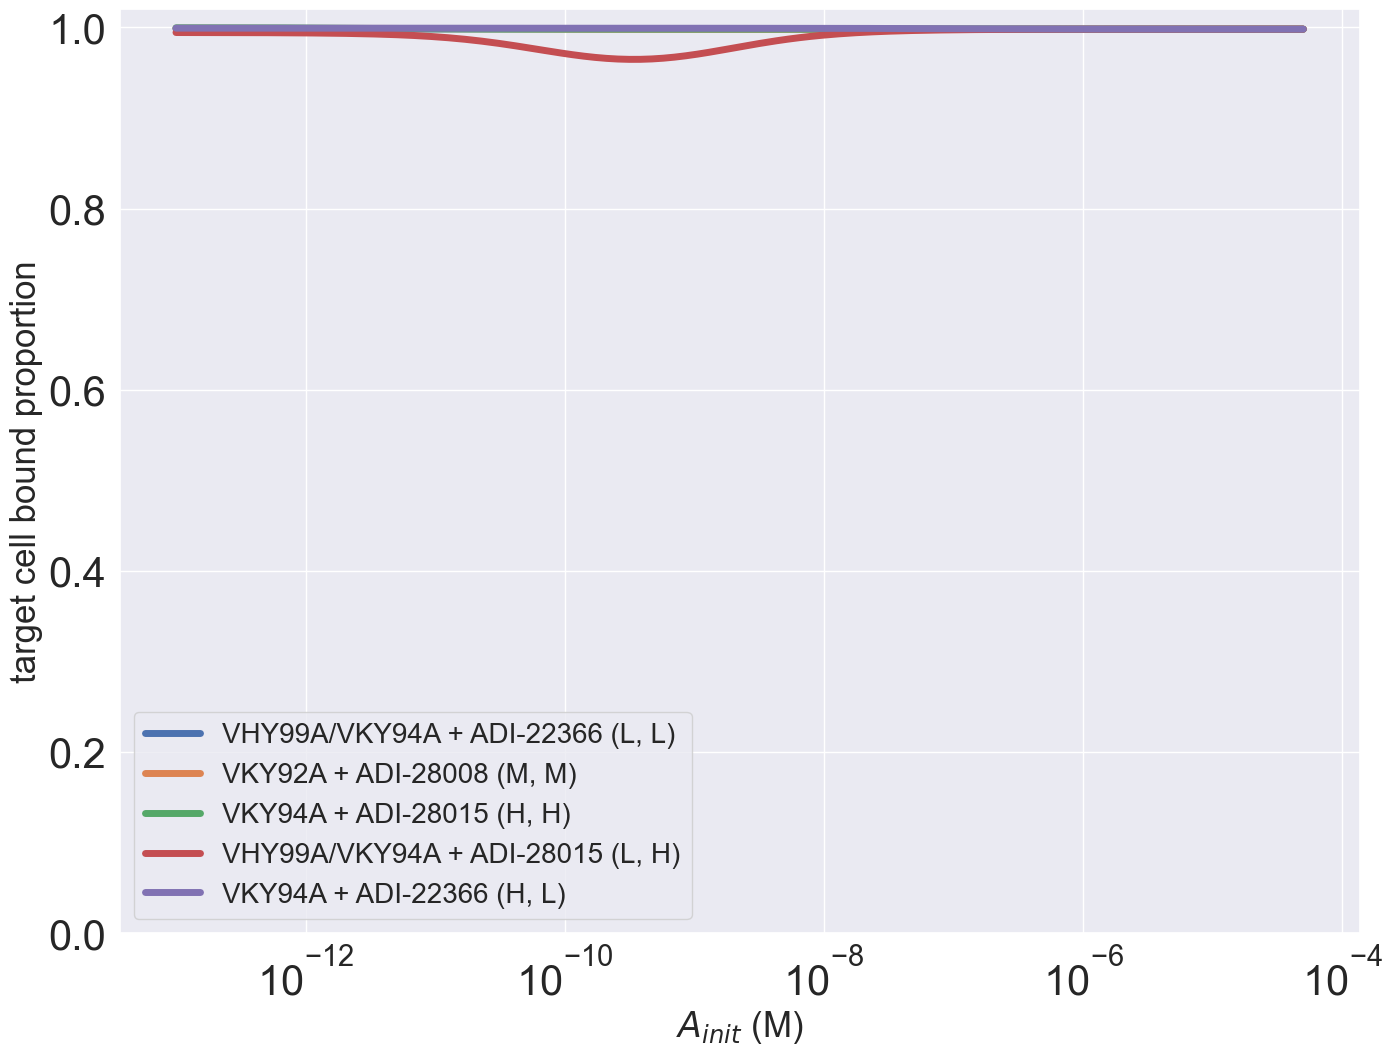 1.0
0.8
0.6
0.4
0.2
0.0
target cell bound proportion
VHY99A/VKY94A + ADI-22366 (L, L)
VKY92A + ADI-28008 (M, M)
VKY94A + ADI-28015 (H, H)
VHY99A/VKY94A + ADI-28015 (L, H)
VKY94A + ADI-22366 (H, L)
10⁻¹² 10⁻¹⁰ 10⁻⁸ 10⁻⁶ 10⁻⁴
A_init (M)